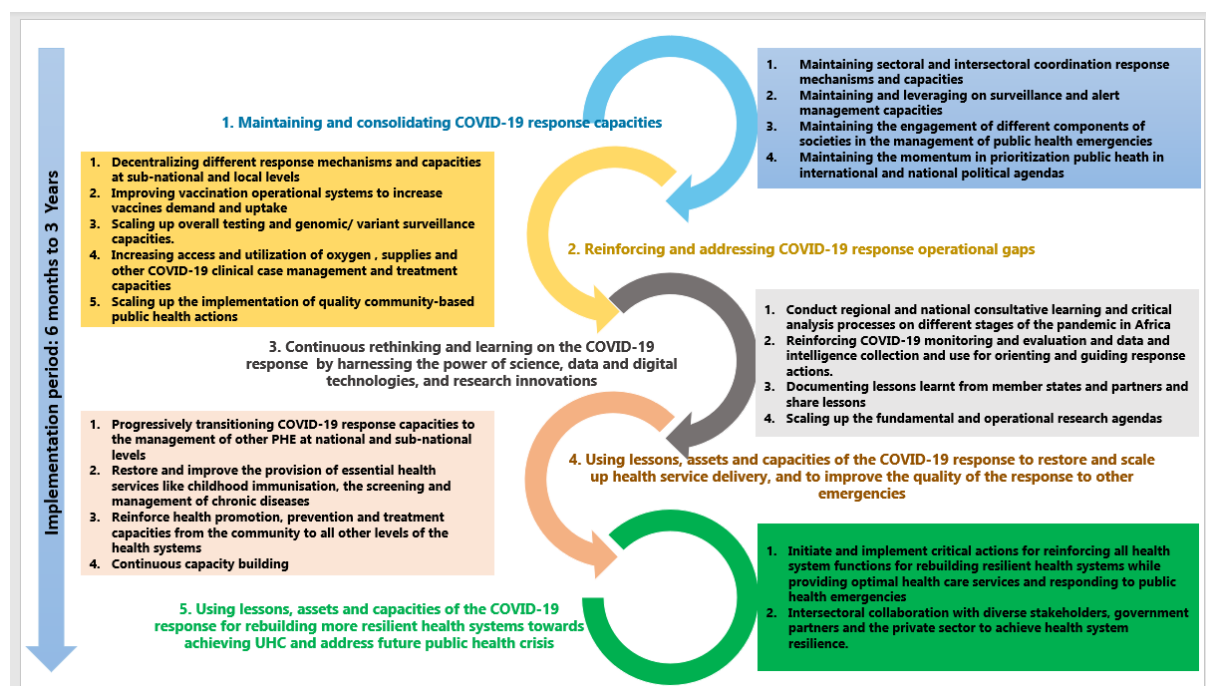 Implementation period: 6 months to 3 Years
1. Maintaining and consolidating COVID-19 response capacities
1. Maintaining sectoral and intersectoral coordination response
mechanisms and capacities
2. Maintaining and leveraging on surveillance and alert
management capacities
3. Maintaining the engagement of different components of
societies in the management of public health emergencies
4. Maintaining the momentum in prioritization public heath in
international and national political agendas
1. Decentralizing different response mechanisms and capacities
at sub-national and local levels
2. Improving vaccination operational systems to increase
vaccines demand and uptake
3. Scaling up overall testing and genomic/ variant surveillance
capacities.
4. Increasing access and utilization of oxygen , supplies and
other COVID-19 clinical case management and treatment
capacities
5. Scaling up the implementation of quality community-based
public health actions
2. Reinforcing and addressing COVID-19 response operational gaps
3. Continuous rethinking and learning on the COVID-19
response by harnessing the power of science, data and digital
technologies, and research innovations
1. Conduct regional and national consultative learning and critical
analysis processes on different stages of the pandemic in Africa
2. Reinforcing COVID-19 monitoring and evaluation and data and
intelligence collection and use for orienting and guiding response
actions.
3. Documenting lessons learnt from member states and partners and
share lessons
4. Scaling up the fundamental and operational research agendas
1. Progressively transitioning COVID-19 response capacities to
the management of other PHE at national and sub-national
levels
2. Restore and improve the provision of essential health
services like childhood immunisation, the screening and
management of chronic diseases
3. Reinforce health promotion, prevention and treatment
capacities from the community to all other levels of the
health systems
4. Continuous capacity building
4. Using lessons, assets and capacities of the COVID-19 response to restore and scale
up health service delivery, and to improve the quality of the response to other
emergencies
5. Using lessons, assets and capacities of the COVID-19
response for rebuilding more resilient health systems towards
achieving UHC and address future public health crisis
1. Initiate and implement critical actions for reinforcing all health
system functions for rebuilding resilient health systems while
providing optimal health care services and responding to public
health emergencies
2. Intersectoral collaboration with diverse stakeholders, government
partners and the private sector to achieve health system
resilience.